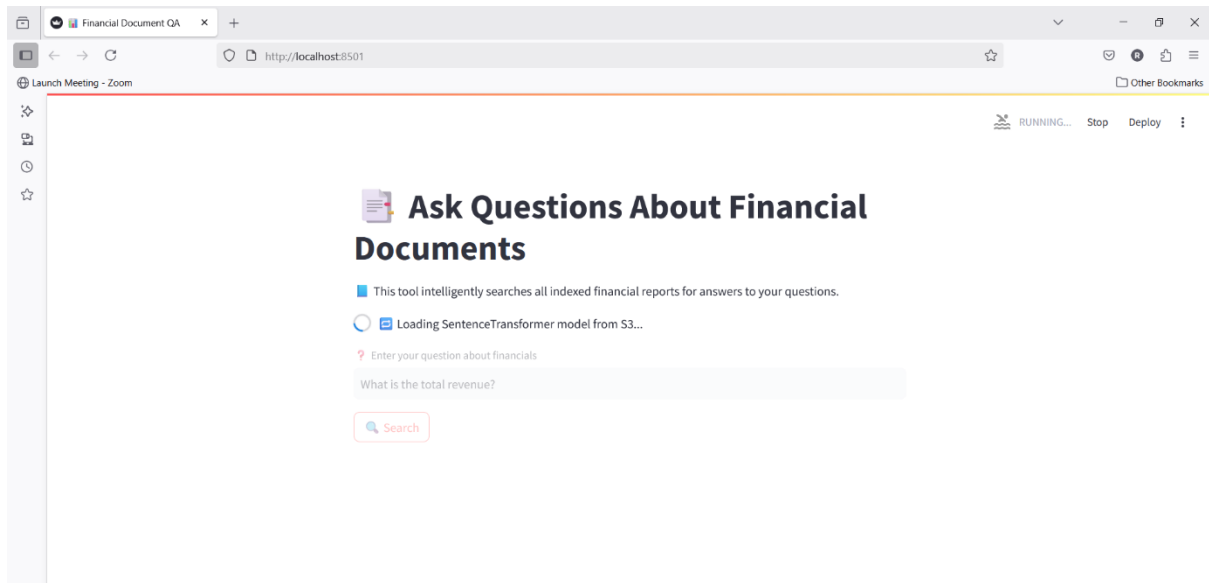 Financial Document QA
http://localhost:8501
Launch Meeting - Zoom
Other Bookmarks
RUNNING... Stop Deploy
Ask Questions About Financial
Documents
This tool intelligently searches all indexed financial reports for answers to your questions.
Loading SentenceTransformer model from S3...
Enter your question about financials
What is the total revenue?
Search